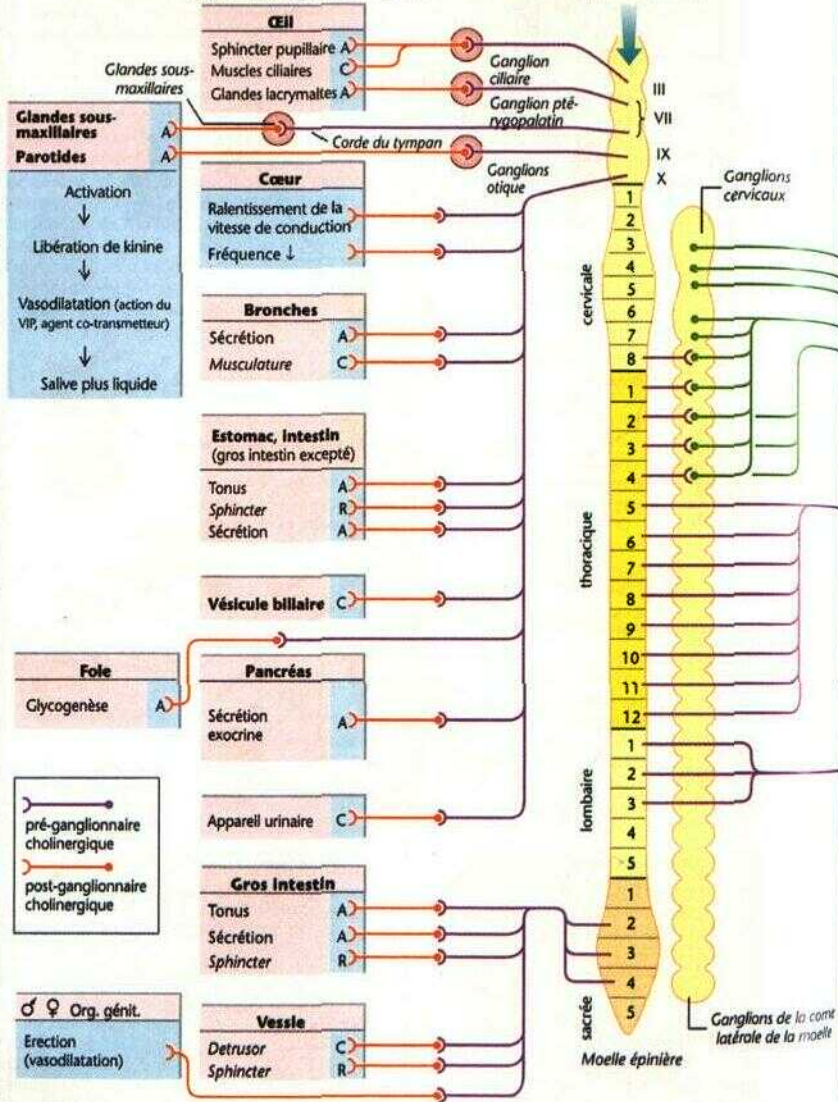 Œil
Sphincter pupillaire A
Muscles ciliaires C
Glandes lacrymales A
Ganglion
ciliaire
Ganglion pté-
rygopalatin
Glandes sous-
maxillaires
Corde du tympan
Ganglions
otique
III
VII
IX
X
Glandes sous-
maxillaires A
Parotides A
Activation
↓
Libération de kinine
↓
Vasodilatation (action du
VIP, agent co-transmetteur)
↓
Salive plus liquide
Cœur
Ralentissement de la
vitesse de conduction
Fréquence ↓
Bronches
Sécrétion A
Musculature C
Estomac, intestin
(gros intestin excepté)
Tonus A
Sphincter R
Sécrétion A
Vésicule biliaire C
Foie
Glycogenèse A
Pancréas
Sécrétion
exocrine A
Appareil urinaire C
pré-ganglionnaire
cholinergique
post-ganglionnaire
cholinergique
Gros intestin
Tonus A
Sécrétion A
Sphincter R
♂ ♀ Org. génit.
Erection
(vasodilatation)
Vessie
Detrusor C
Sphincter R
Ganglions
cervicaux
cervicale
1
2
3
4
5
6
7
8
thoracique
1
2
3
4
5
6
7
8
9
10
11
12
lombaire
1
2
3
4
5
sacrée
1
2
3
4
5
Moelle épinière
Ganglions de la corne
latérale de la moelle